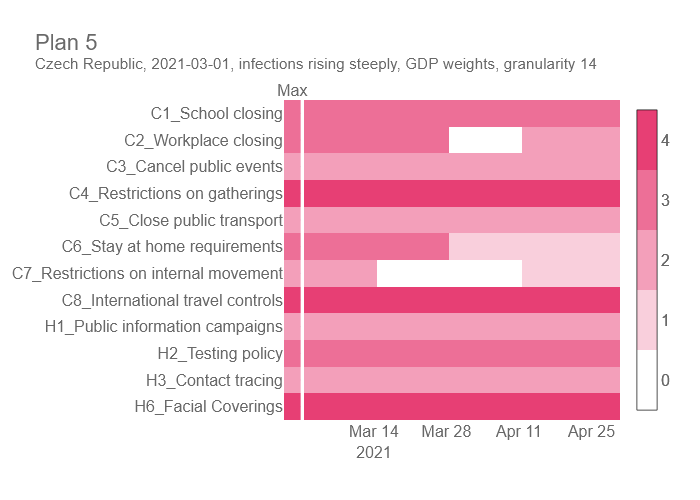 Plan 5
Czech Republic, 2021-03-01, infections rising steeply, GDP weights, granularity 14
Max
C1_School closing
C2_Workplace closing
C3_Cancel public events
C4_Restrictions on gatherings
C5_Close public transport
C6_Stay at home requirements
C7_Restrictions on internal movement
C8_International travel controls
H1_Public information campaigns
H2_Testing policy
H3_Contact tracing
H6_Facial Coverings
Mar 14 Mar 28 Apr 11 Apr 25
2021
4
3
2
1
0